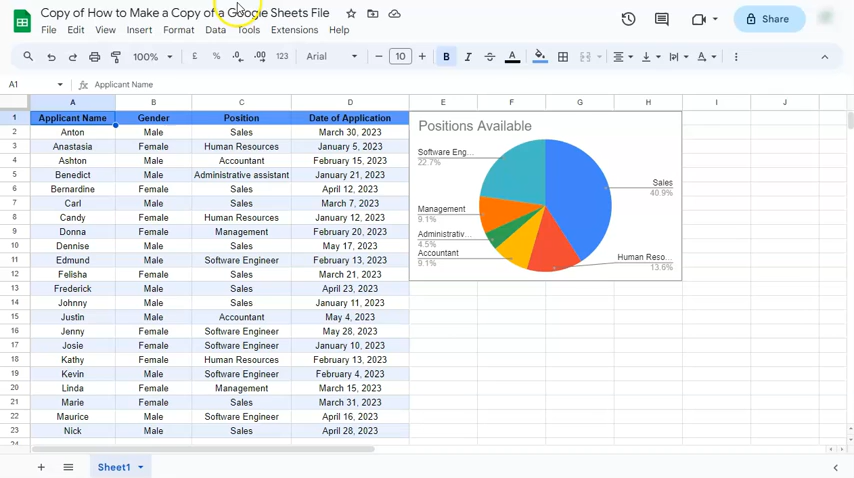 Copy of How to Make a Copy of a Google Sheets File
File Edit View Insert Format Data Tools Extensions Help
Share
150% £ % .0 .00 123 Arial 10 B I S A
A1 fx Applicant Name
A B C D E F G H I J
1 Applicant Name Gender Position Date of Application
2 Anton Male Sales March 30, 2023
3 Anastasia Female Human Resources January 5, 2023
4 Ashton Male Accountant February 15, 2023
5 Benedict Male Administrative assistant January 21, 2023
6 Bernardine Female Sales April 12, 2023
7 Carl Male Sales March 7, 2023
8 Candy Female Human Resources January 12, 2023
9 Donna Female Management February 20, 2023
10 Dennise Male Sales May 17, 2023
11 Edmund Male Software Engineer February 13, 2023
12 Felisha Female Sales March 21, 2023
13 Frederick Male Sales April 23, 2023
14 Johnny Male Sales January 11, 2023
15 Justin Male Accountant May 4, 2023
16 Jenny Female Software Engineer May 28, 2023
17 Josie Female Software Engineer January 10, 2023
18 Kathy Female Human Resources February 13, 2023
19 Kevin Male Software Engineer February 4, 2023
20 Linda Female Management March 15, 2023
21 Marie Female Sales March 31, 2023
22 Maurice Male Software Engineer April 16, 2023
23 Nick Male Sales April 28, 2023
Positions Available
Software Eng...
22.7%
Sales
40.9%
Management
9.1%
Administrativ...
4.5%
Accountant
9.1%
Human Reso...
13.6%
Sheet1